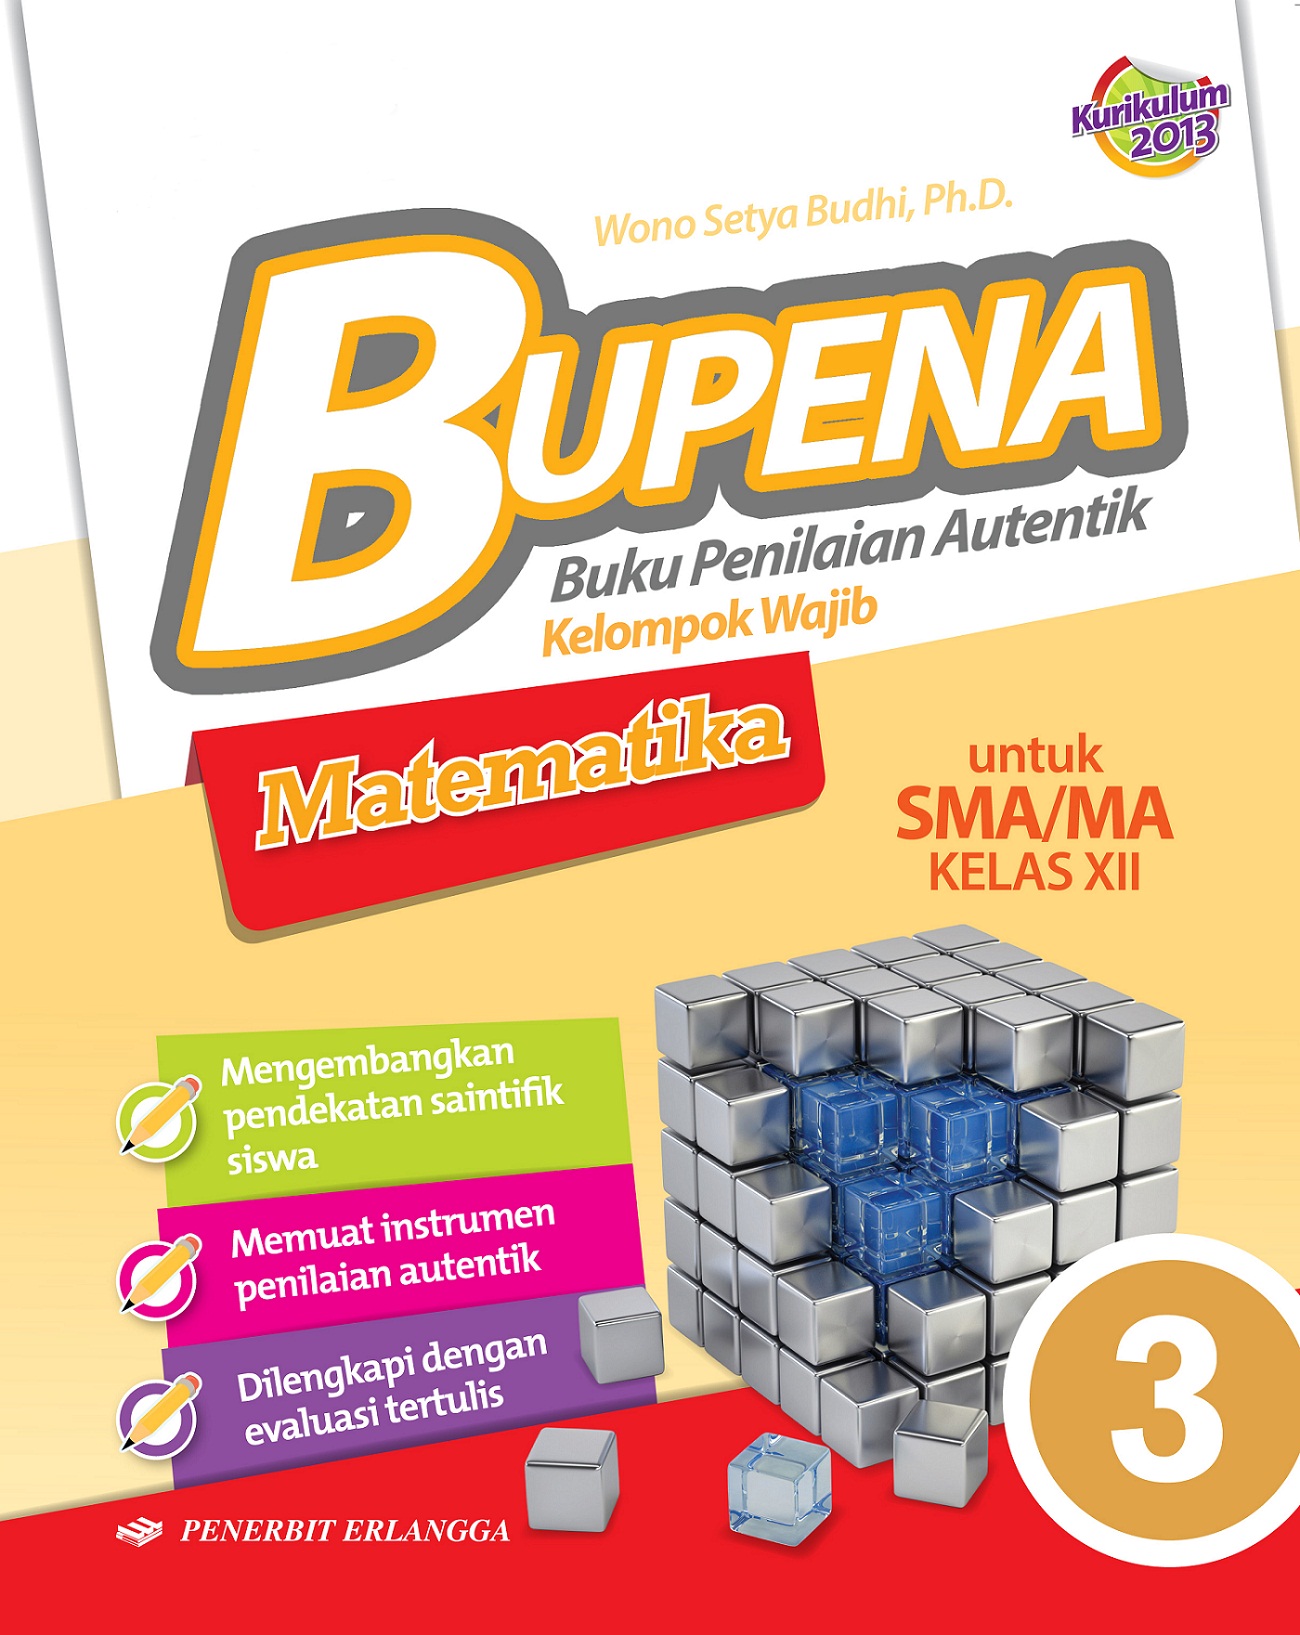 Kurikulum
2013
Wono Setya Budhi, Ph.D.
BUPENA
Buku Penilaian Autentik
Kelompok Wajib
Matematika
untuk
SMA/MA
KELAS XII
Mengembangkan
pendekatan saintifik
siswa
Memuat instrumen
penilaian autentik
Dilengkapi dengan
evaluasi tertulis
3
PENERBIT ERLANGGA